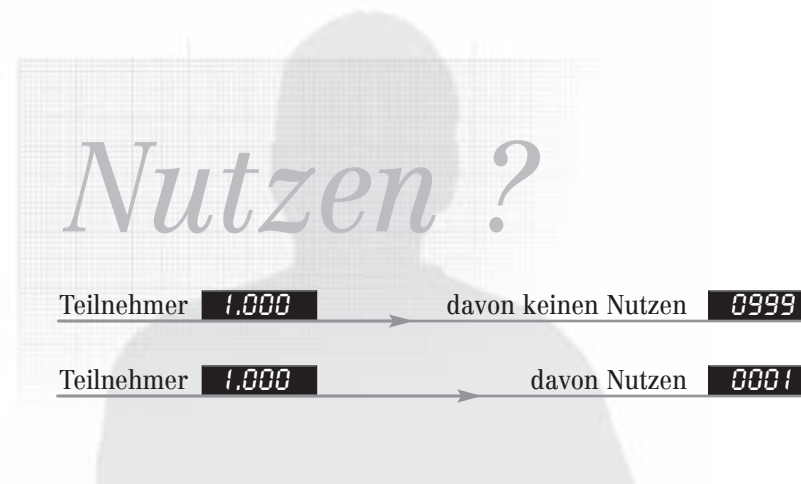 Nutzen ?
Teilnehmer 1.000 davon keinen Nutzen 0999
Teilnehmer 1.000 davon Nutzen 0001